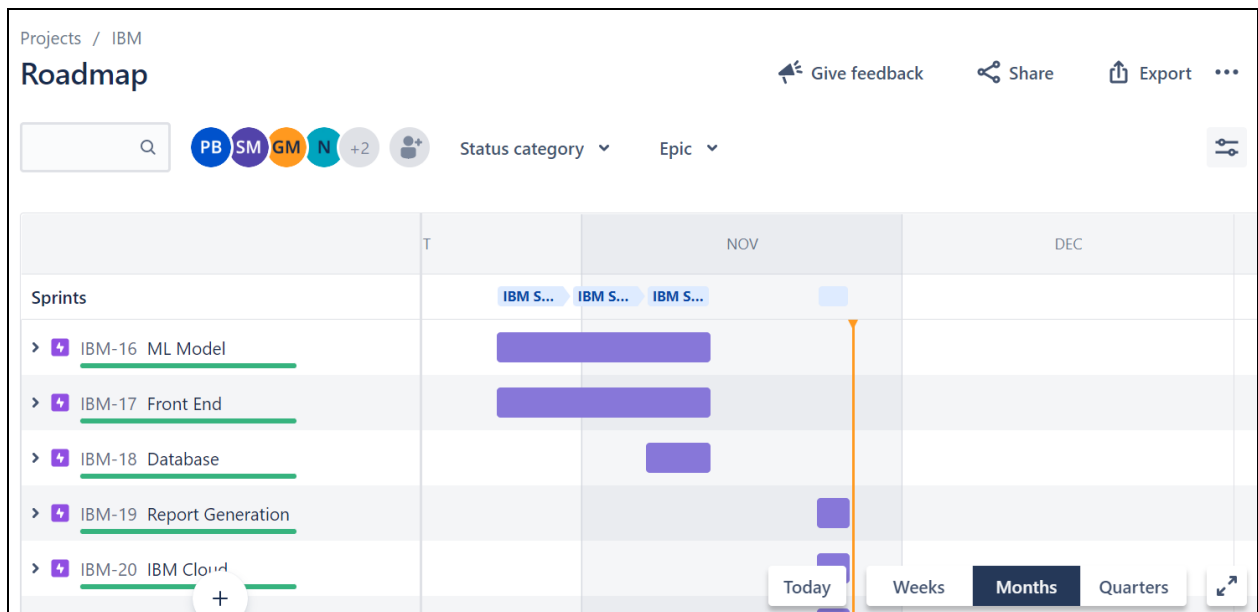 Projects / IBM
Roadmap
Give feedback
Share
Export
PB SM GM N +2
Status category
Epic
T NOV DEC
Sprints IBM S... IBM S... IBM S...
IBM-16 ML Model
IBM-17 Front End
IBM-18 Database
IBM-19 Report Generation
IBM-20 IBM Cloud
Today Weeks Months Quarters